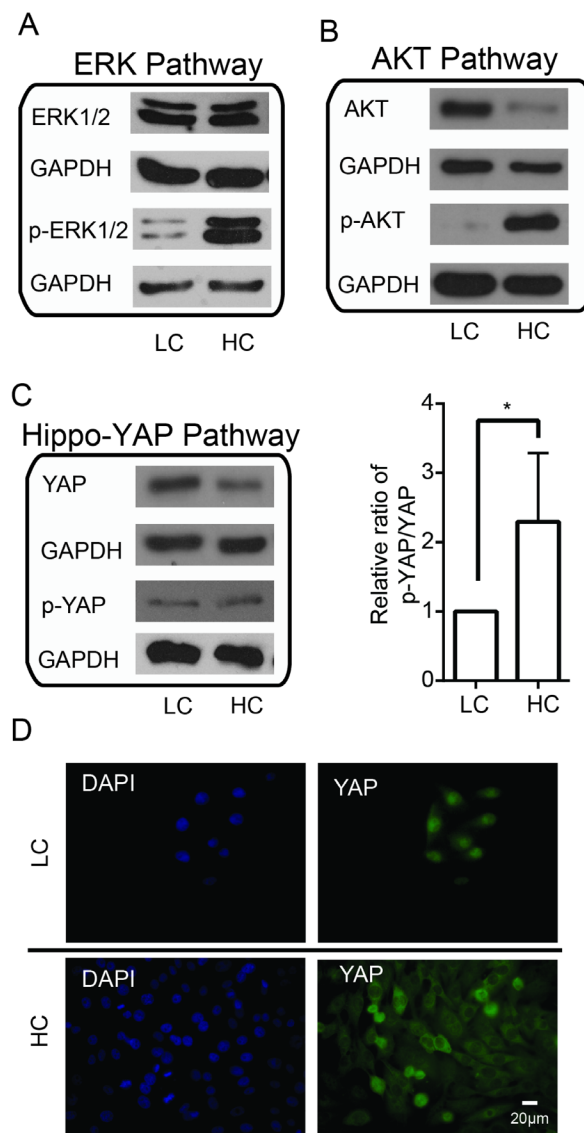 A
ERK Pathway
ERK1/2
GAPDH
p-ERK1/2
GAPDH
LC HC
B
AKT Pathway
AKT
GAPDH
p-AKT
GAPDH
LC HC
C
Hippo-YAP Pathway
YAP
GAPDH
p-YAP
GAPDH
LC HC
Relative ratio of
p-YAP/YAP
4
3
2
1
0
*
LC HC
D
LC
DAPI YAP
HC
DAPI YAP
20μm